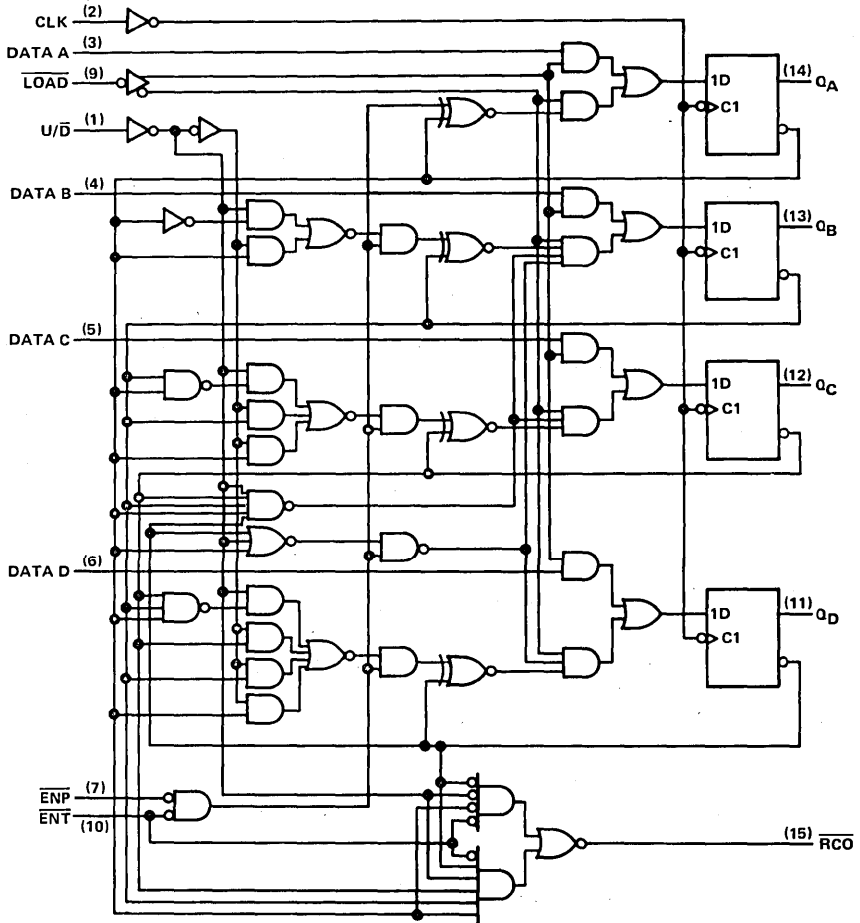 CLK (2)
DATA A (3)
LOAD (9)
U/D (1)
1D (14) QA
C1
DATA B (4)
1D (13) QB
C1
DATA C (5)
1D (12) QC
C1
DATA D (6)
1D (11) QD
C1
ENP (7)
ENT (10)
(15) RCO